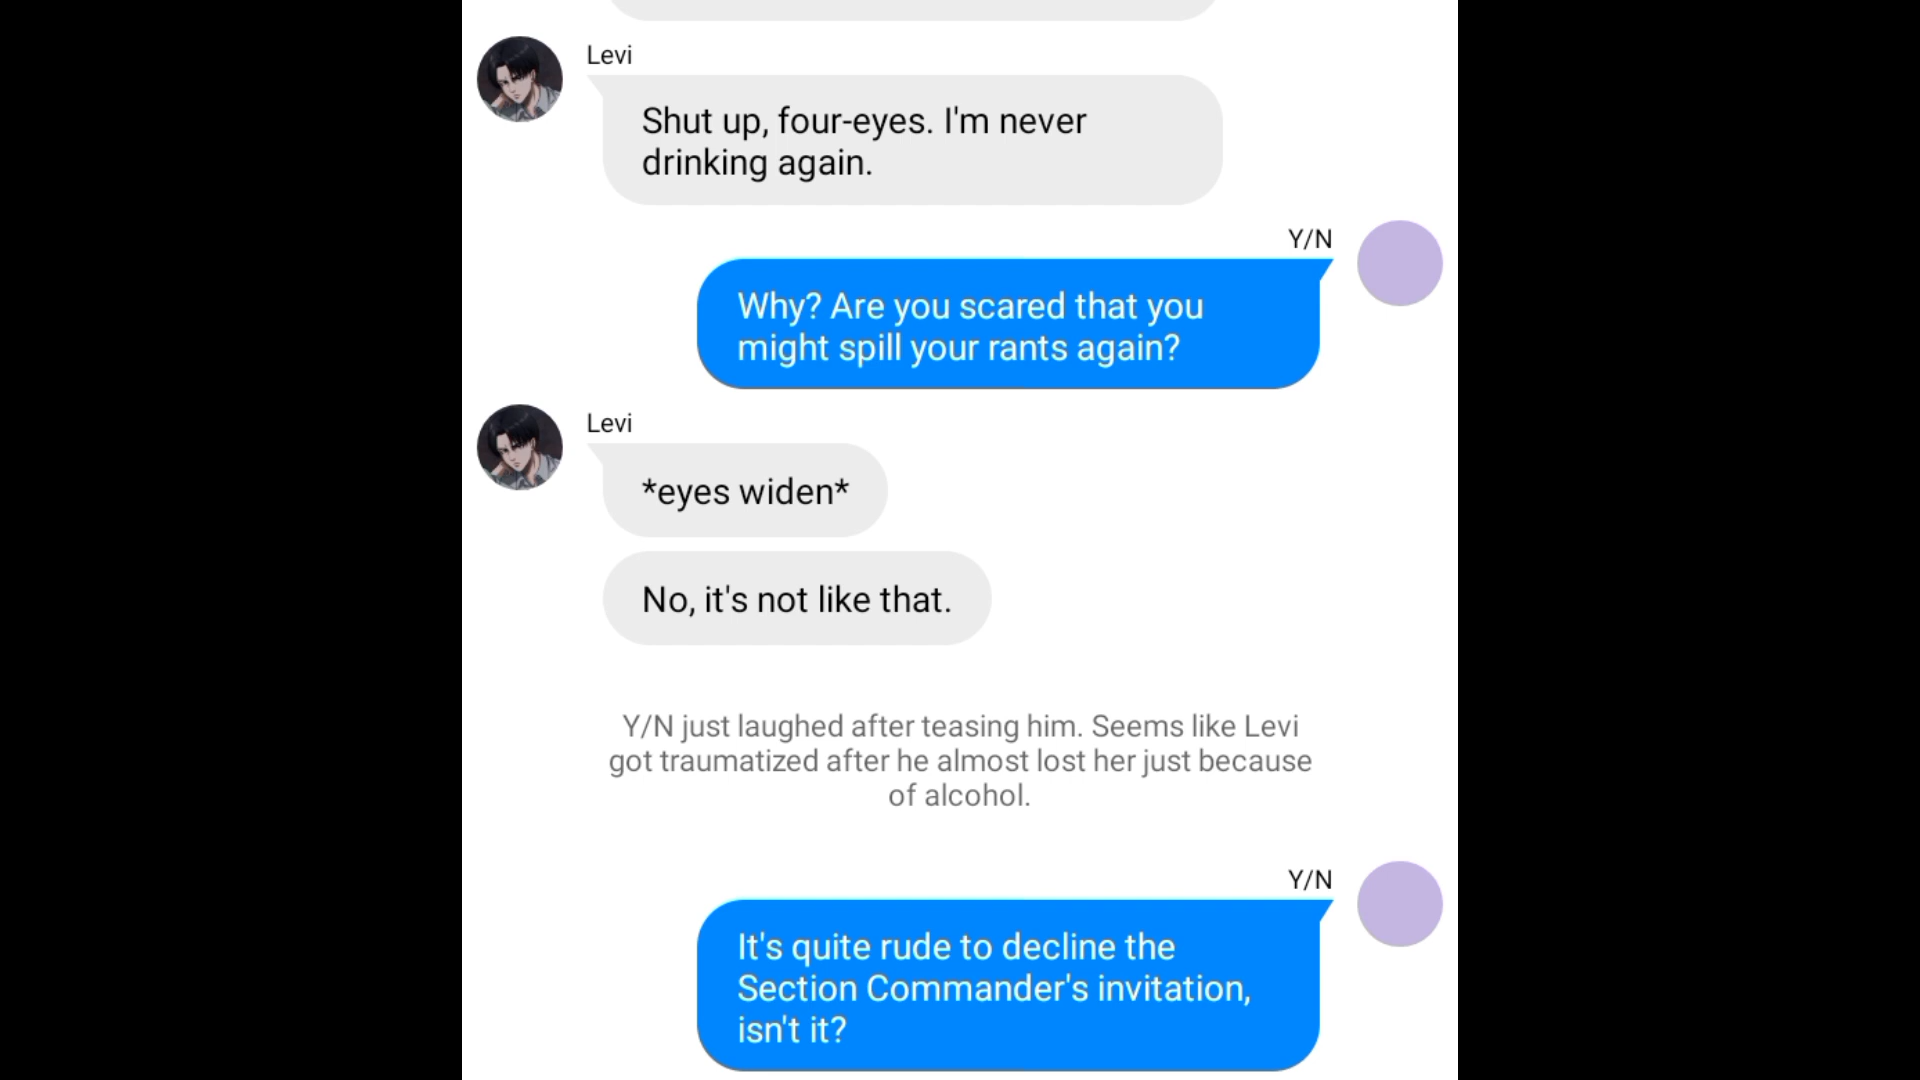 Levi
Shut up, four-eyes. I'm never
drinking again.
Y/N
Why? Are you scared that you
might spill your rants again?
Levi
*eyes widen*
No, it's not like that.
Y/N just laughed after teasing him. Seems like Levi
got traumatized after he almost lost her just because
of alcohol.
Y/N
It's quite rude to decline the
Section Commander's invitation,
isn't it?